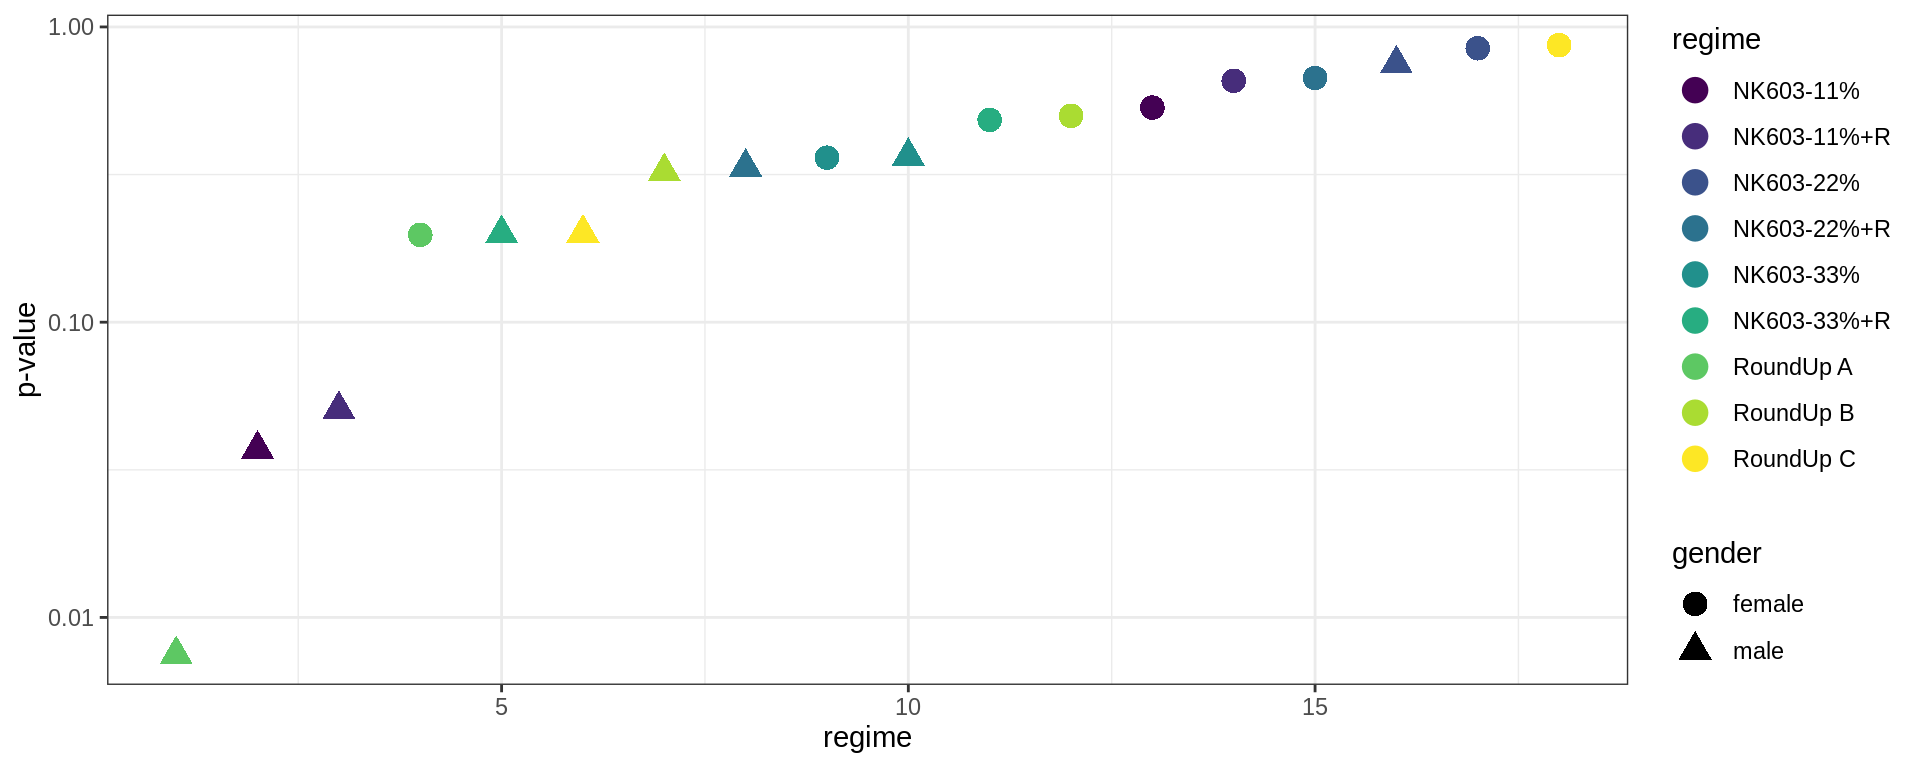 1.00
0.10
0.01
p-value
5
10
15
regime
regime
NK603-11%
NK603-11%+R
NK603-22%
NK603-22%+R
NK603-33%
NK603-33%+R
RoundUp A
RoundUp B
RoundUp C
gender
female
male